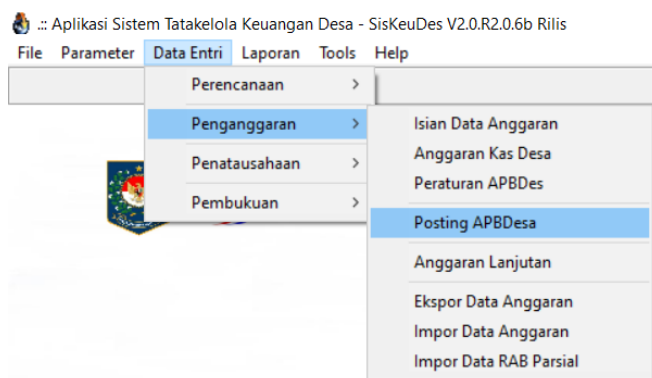 .:: Aplikasi Sistem Tatakelola Keuangan Desa - SisKeuDes V2.0.R2.0.6b Rilis
File Parameter Data Entri Laporan Tools Help
Perencanaan
Penganggaran
Penatausahaan
Pembukuan
Isian Data Anggaran
Anggaran Kas Desa
Peraturan APBDes
Posting APBDesa
Anggaran Lanjutan
Ekspor Data Anggaran
Impor Data Anggaran
Impor Data RAB Parsial